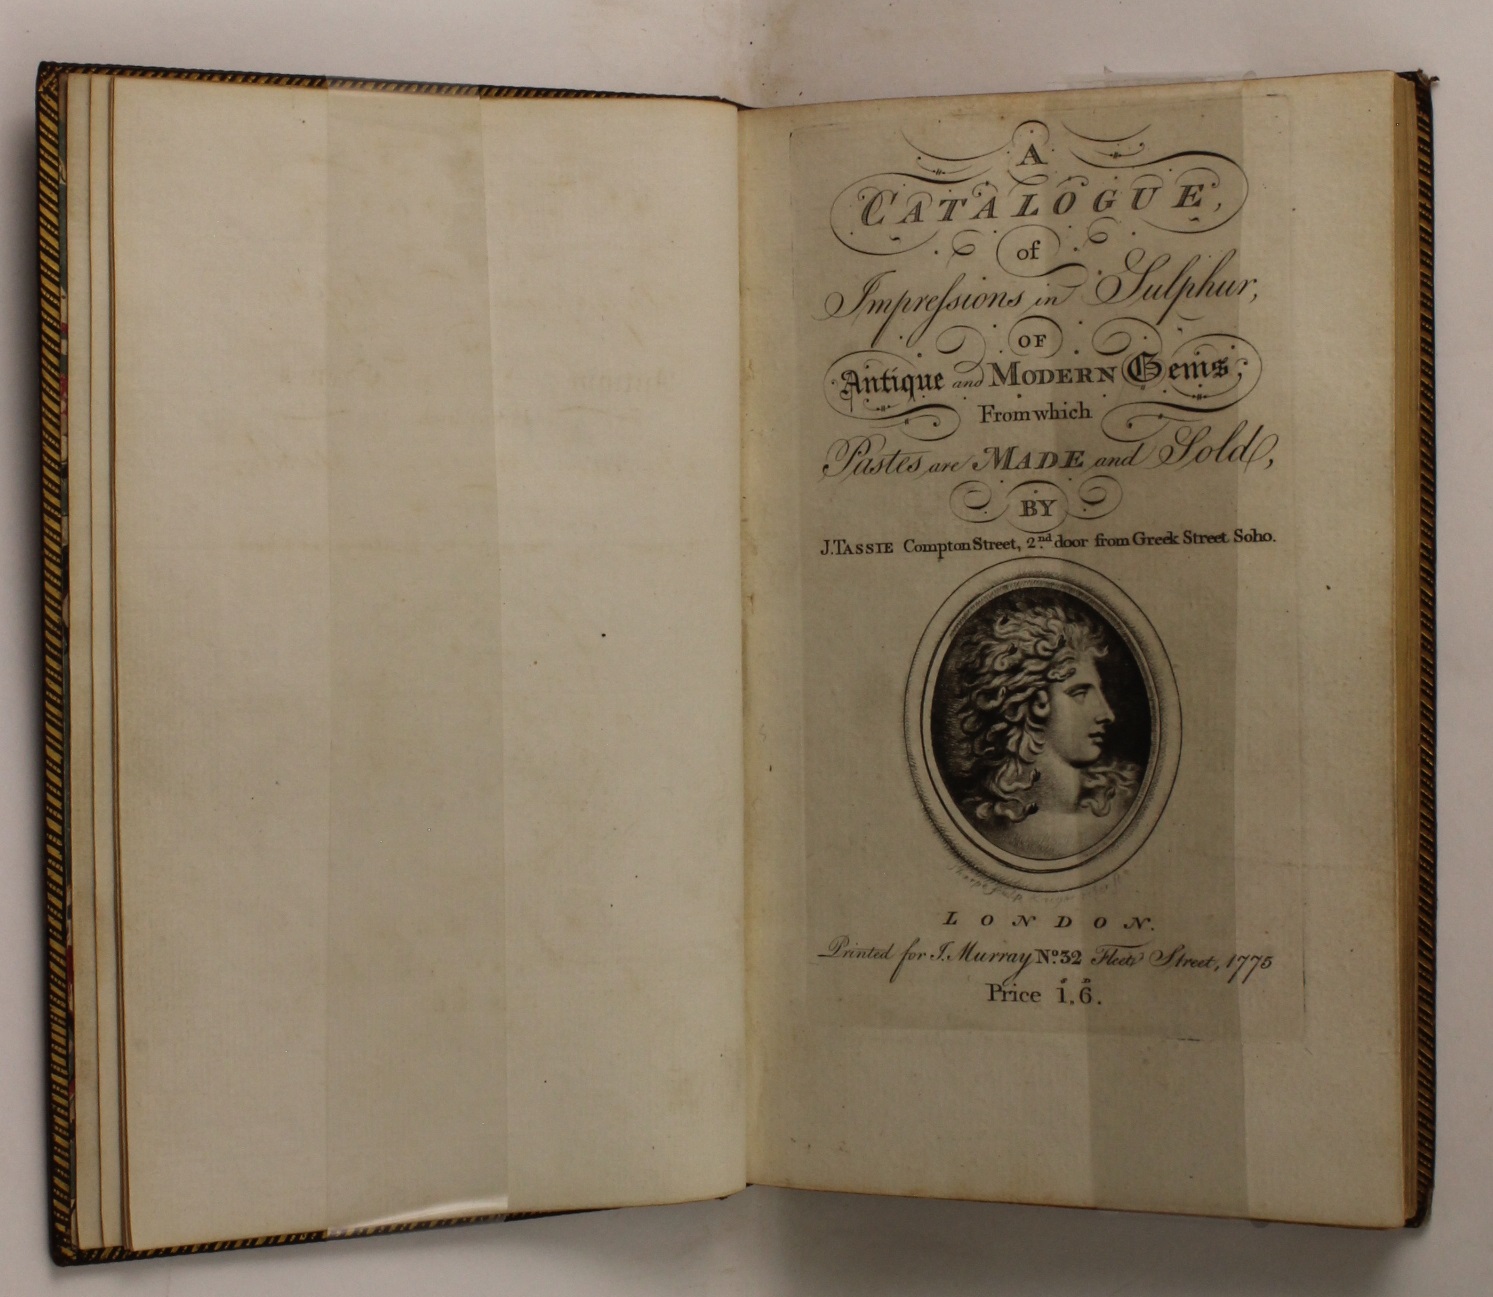 A
CATALOGUE,
of
Impreſsions in Sulphur,
OF
Antique and MODERN Gems;
From which
Pastes are MADE and Sold,
BY
J. TASSIE Compton Street, 2.nd door from Greek Street Soho.
LONDON.
Printed for J. Murray No. 32 Fleet Street, 1775
Price 1.s 6.d